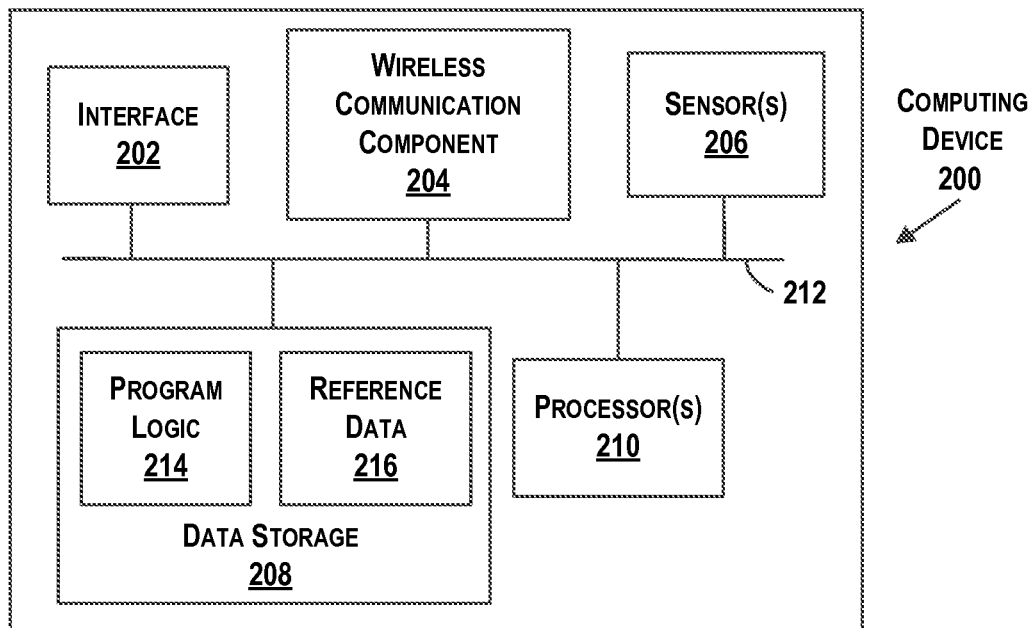 INTERFACE
202
WIRELESS
COMMUNICATION
COMPONENT
204
SENSOR(S)
206
COMPUTING
DEVICE
200
212
PROGRAM
LOGIC
214
REFERENCE
DATA
216
DATA STORAGE
208
PROCESSOR(S)
210